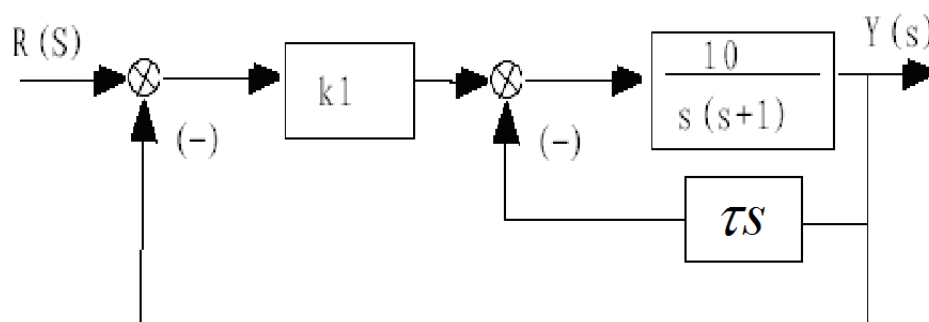 R(S)
k1
10
s(s+1)
Y(s)
(-)
(-)
τs